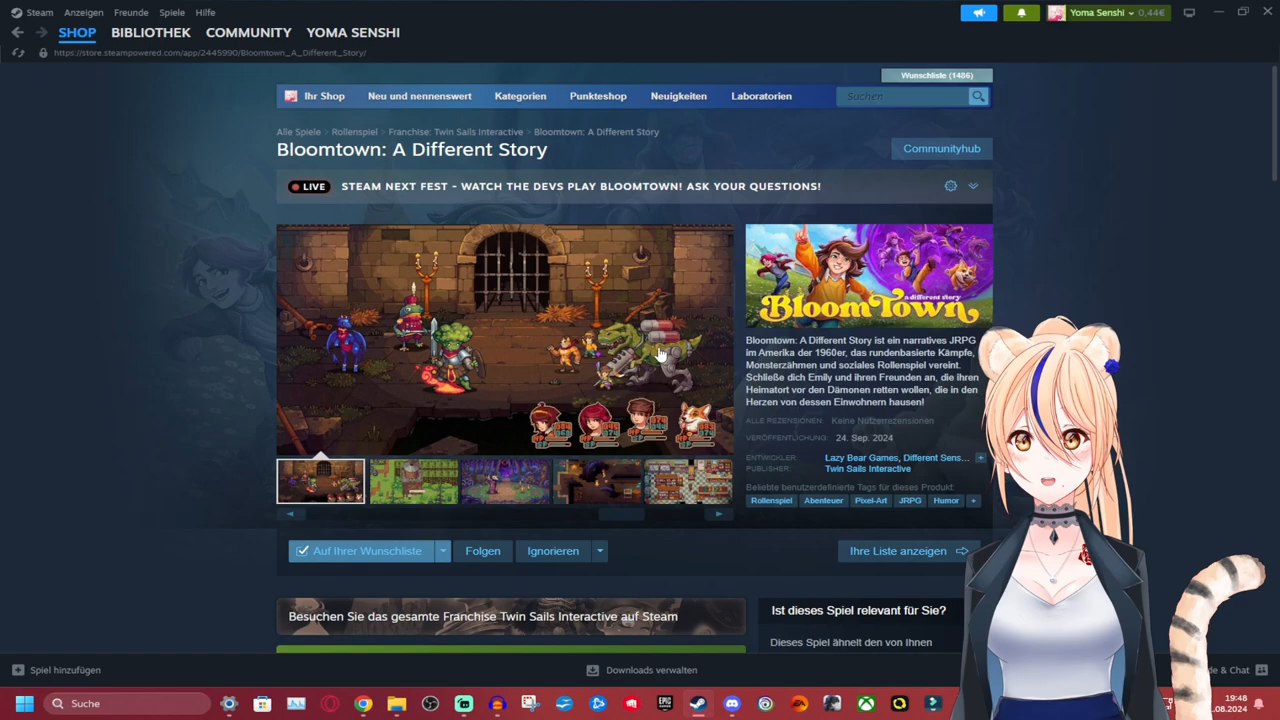 Steam Anzeigen Freunde Spiele Hilfe
Yoma Senshi 0,44€
SHOP BIBLIOTHEK COMMUNITY YOMA SENSHI
https://store.steampowered.com/app/2445990/Bloomtown_A_Different_Story/
Wunschliste (1486)
Ihr Shop Neu und nennenswert Kategorien Punkteshop Neuigkeiten Laboratorien Suchen
Alle Spiele > Rollenspiel > Franchise: Twin Sails Interactive > Bloomtown: A Different Story
Bloomtown: A Different Story
Communityhub
LIVE STEAM NEXT FEST - WATCH THE DEVS PLAY BLOOMTOWN! ASK YOUR QUESTIONS!
BLOOMTOWN
a different story
Bloomtown: A Different Story ist ein narratives JRPG
im Amerika der 1960er, das rundenbasierte Kämpfe,
Monsterzähmen und soziales Rollenspiel vereint.
Schließe dich Emily und ihren Freunden an, die ihren
Heimatort vor den Dämonen retten wollen, die in den
Herzen von dessen Einwohnern hausen!
ALLE REZENSIONEN: Keine Nutzerrezensionen
VERÖFFENTLICHUNG: 24. Sep. 2024
ENTWICKLER: Lazy Bear Games, Different Sens... +
PUBLISHER: Twin Sails Interactive
Beliebte benutzerdefinierte Tags für dieses Produkt:
Rollenspiel Abenteuer Pixel-Art JRPG Humor +
Auf Ihrer Wunschliste Folgen Ignorieren Ihre Liste anzeigen
Besuchen Sie das gesamte Franchise Twin Sails Interactive auf Steam
Ist dieses Spiel relevant für Sie?
Dieses Spiel ähnelt den von Ihnen
Spiel hinzufügen Downloads verwalten & Chat
Suche
19:48
.08.2024